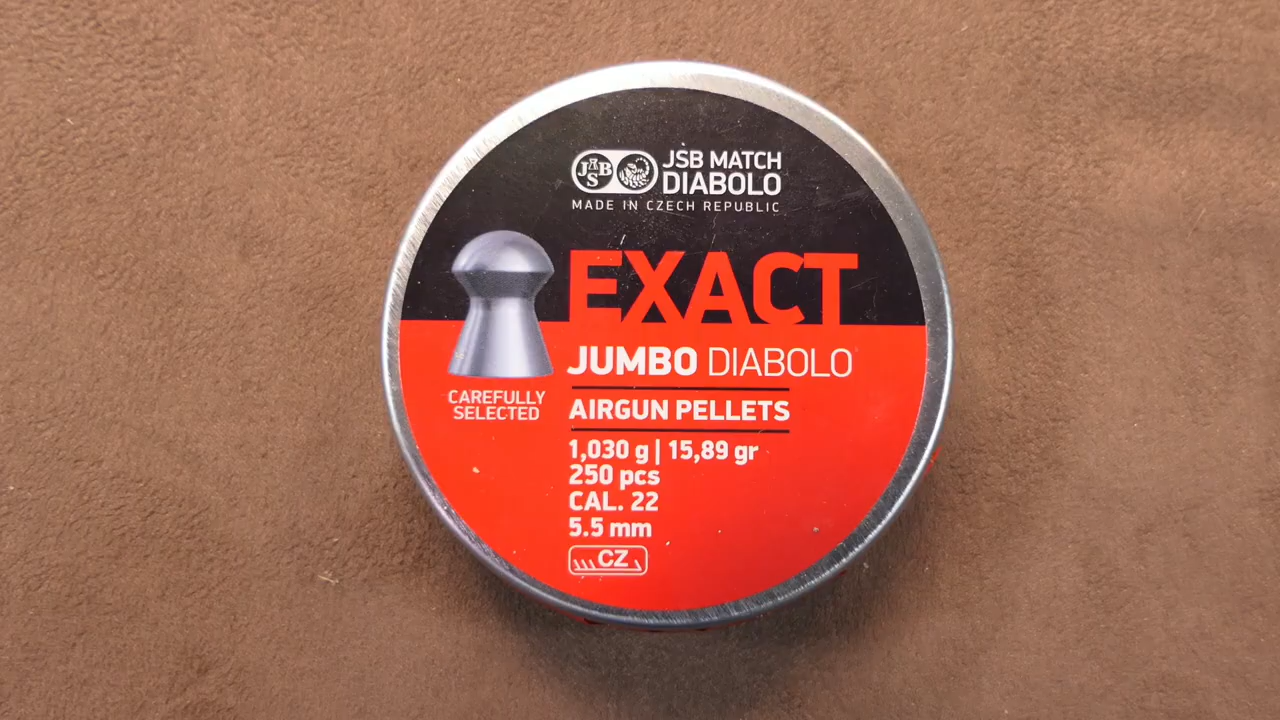 JSB
JSB MATCH
DIABOLO
MADE IN CZECH REPUBLIC
EXACT
JUMBO DIABOLO
CAREFULLY
SELECTED
AIRGUN PELLETS
1,030 g | 15,89 gr
250 pcs
CAL. 22
5.5 mm
CZ